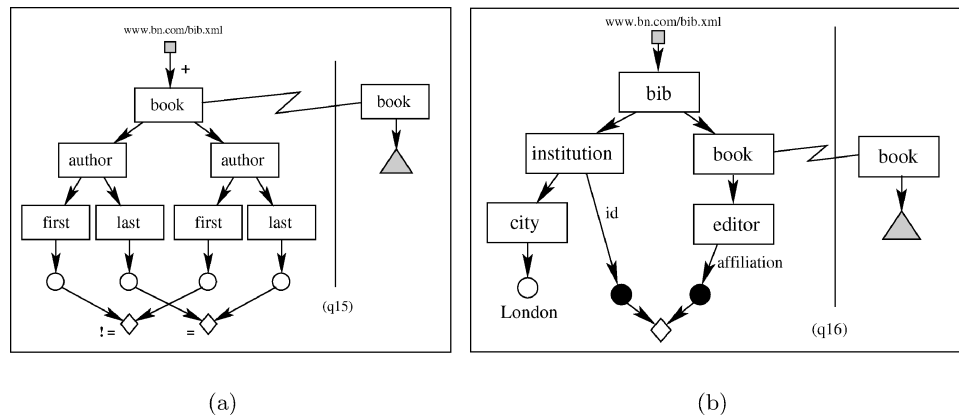 www.bn.com/bib.xml
+
book
book
author
author
first
last
first
last
! =
=
(q15)
(a)
www.bn.com/bib.xml
bib
institution
book
book
city
id
editor
affiliation
London
(q16)
(b)